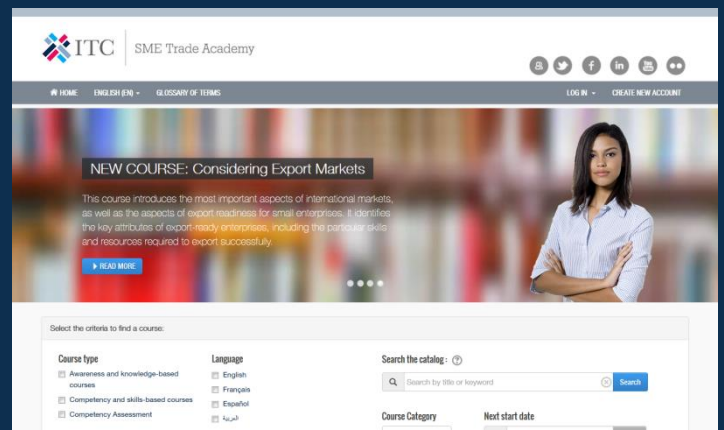 ITC SME Trade Academy
HOME ENGLISH (EN) GLOSSARY OF TERMS LOG IN CREATE NEW ACCOUNT
NEW COURSE: Considering Export Markets
This course introduces the most important aspects of international markets,
as well as the aspects of export readiness for small enterprises. It identifies
the key attributes of export-ready enterprises, including the particular skills
and resources required to export successfully.
READ MORE
Select the criteria to find a course:
Course type
Awareness and knowledge-based
courses
Competency and skills-based courses
Competency Assessment
Language
English
Français
Español
العربية
Search the catalog :
Search by title or keyword
Search
Course Category
Next start date